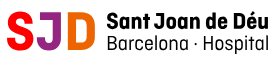 SJD
Sant Joan de Déu
Barcelona · Hospital